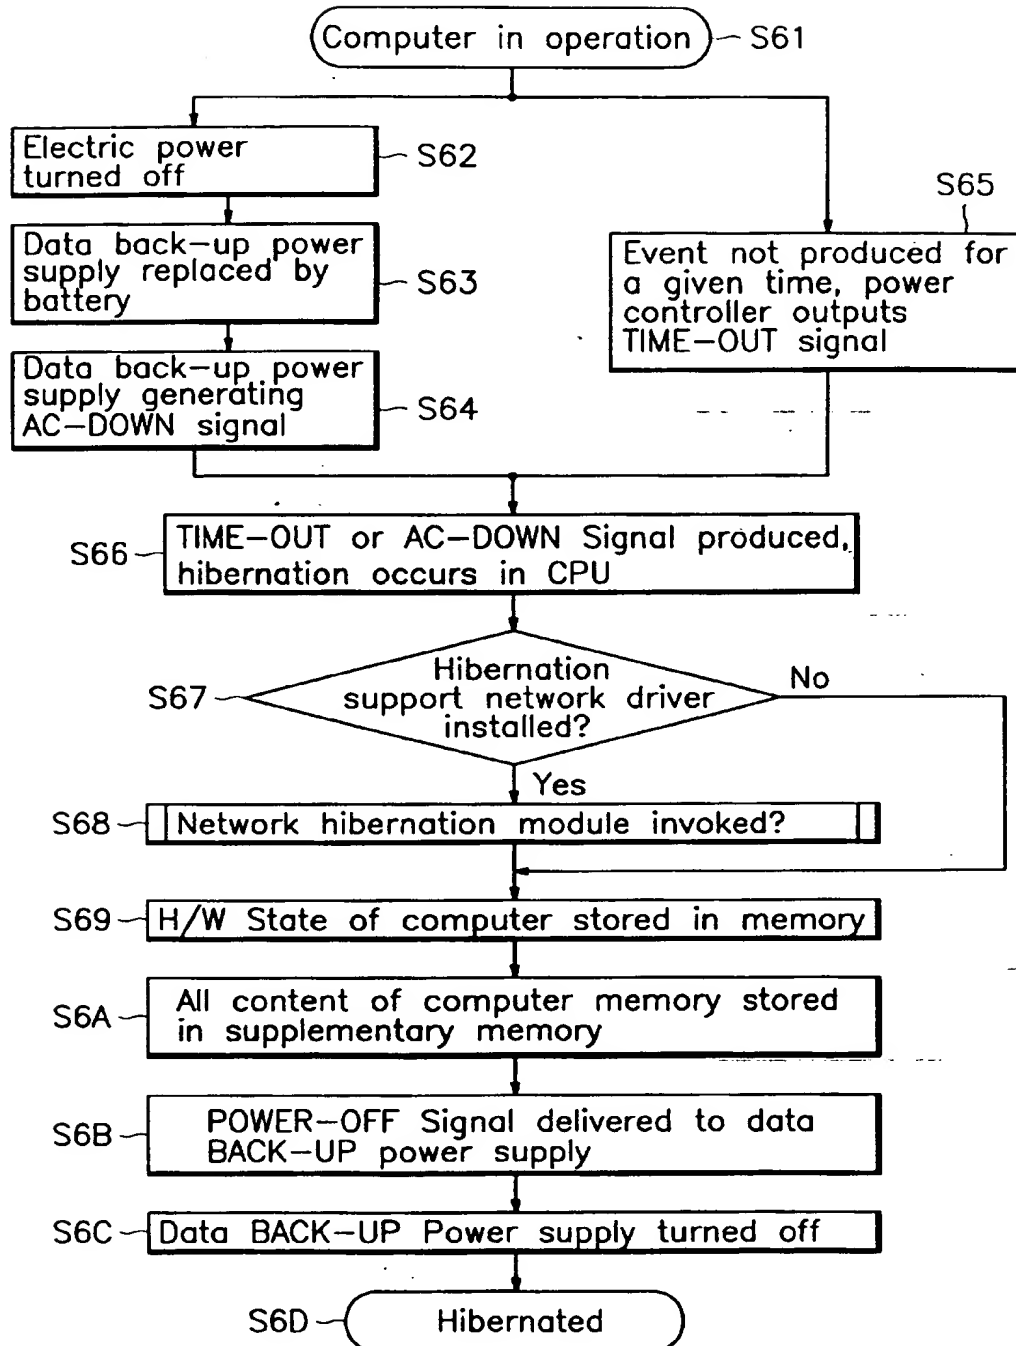 Computer in operation
S61
Electric power
turned off
S62
Data back-up power
supply replaced by
battery
S63
Data back-up power
supply generating
AC-DOWN signal
S64
S65
Event not produced for
a given time, power
controller outputs
TIME-OUT signal
S66
TIME-OUT or AC-DOWN Signal produced,
hibernation occurs in CPU
S67
Hibernation
support network driver
installed?
No
Yes
S68
Network hibernation module invoked?
S69
H/W State of computer stored in memory
S6A
All content of computer memory stored
in supplementary memory
S6B
POWER-OFF Signal delivered to data
BACK-UP power supply
S6C
Data BACK-UP Power supply turned off
S6D
Hibernated